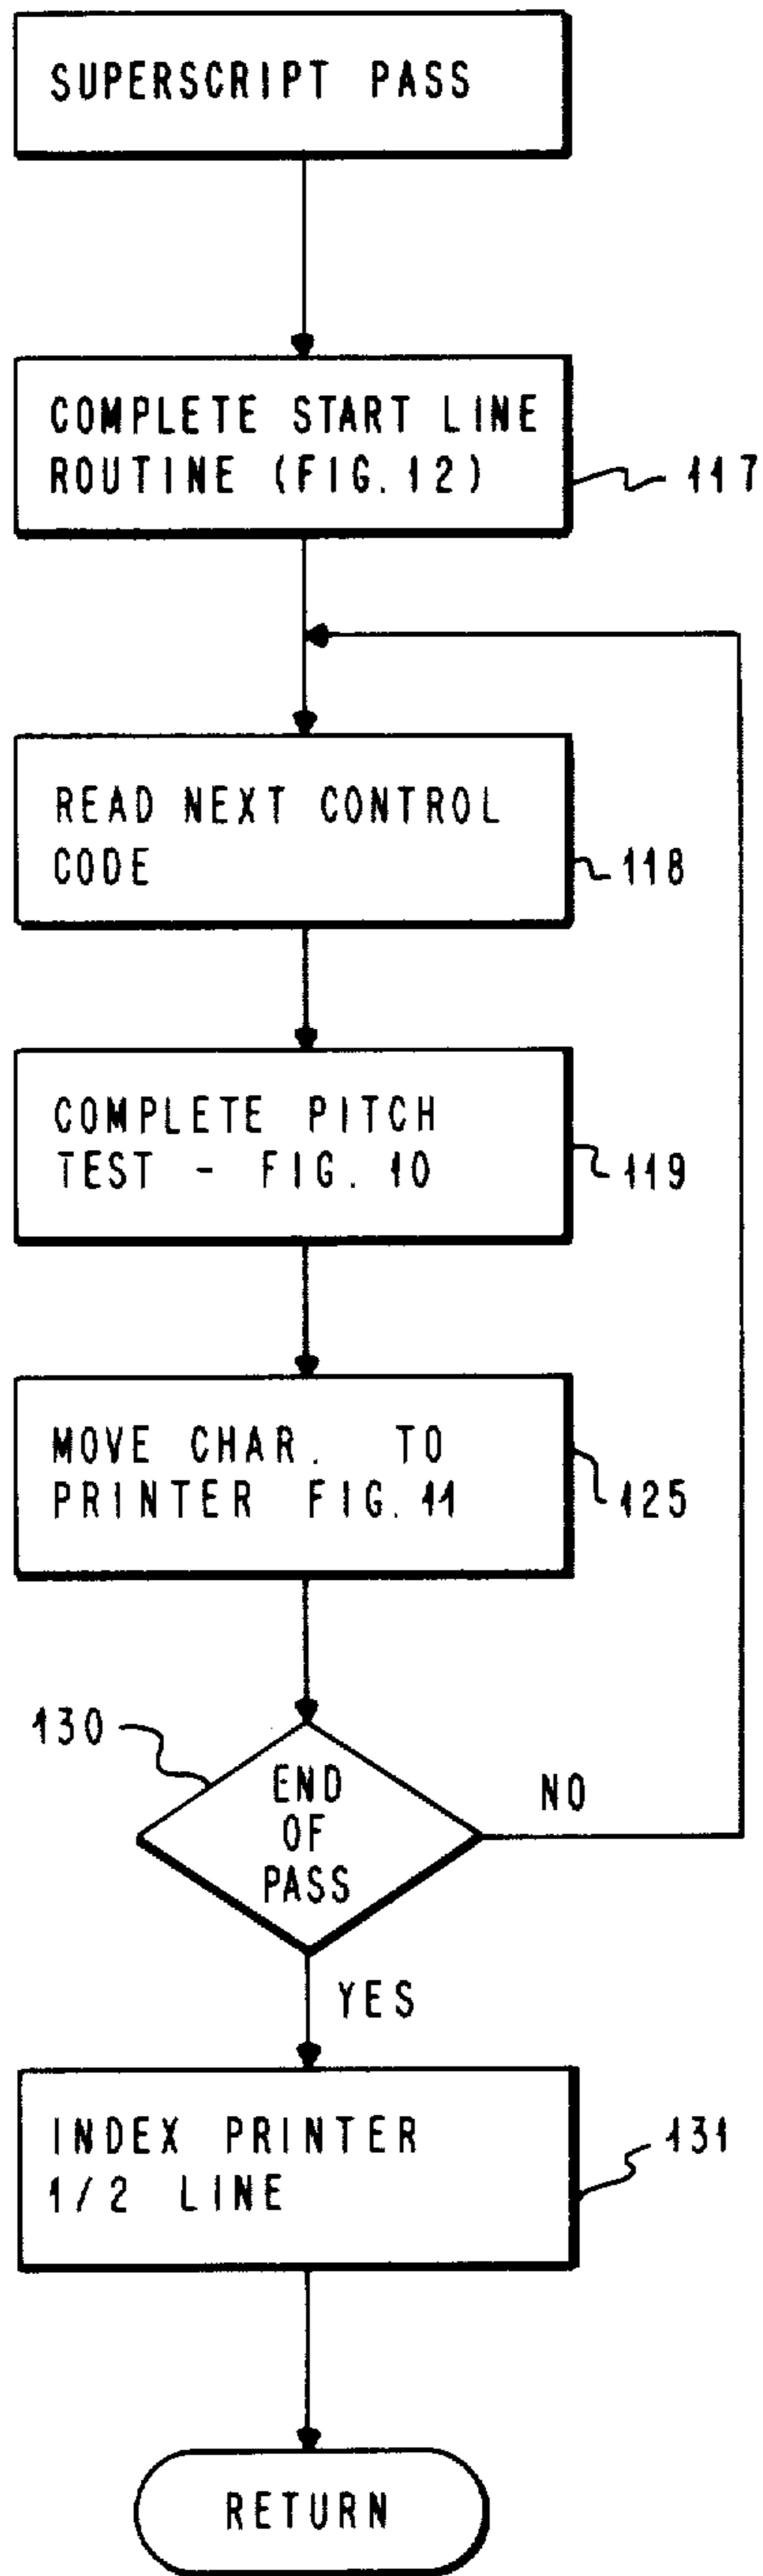 SUPERSCRIPT PASS
COMPLETE START LINE
ROUTINE (FIG. 12)
117
READ NEXT CONTROL
CODE
118
COMPLETE PITCH
TEST - FIG. 10
119
MOVE CHAR. TO
PRINTER FIG. 11
125
130
END
OF
PASS
NO
YES
INDEX PRINTER
1/2 LINE
131
RETURN